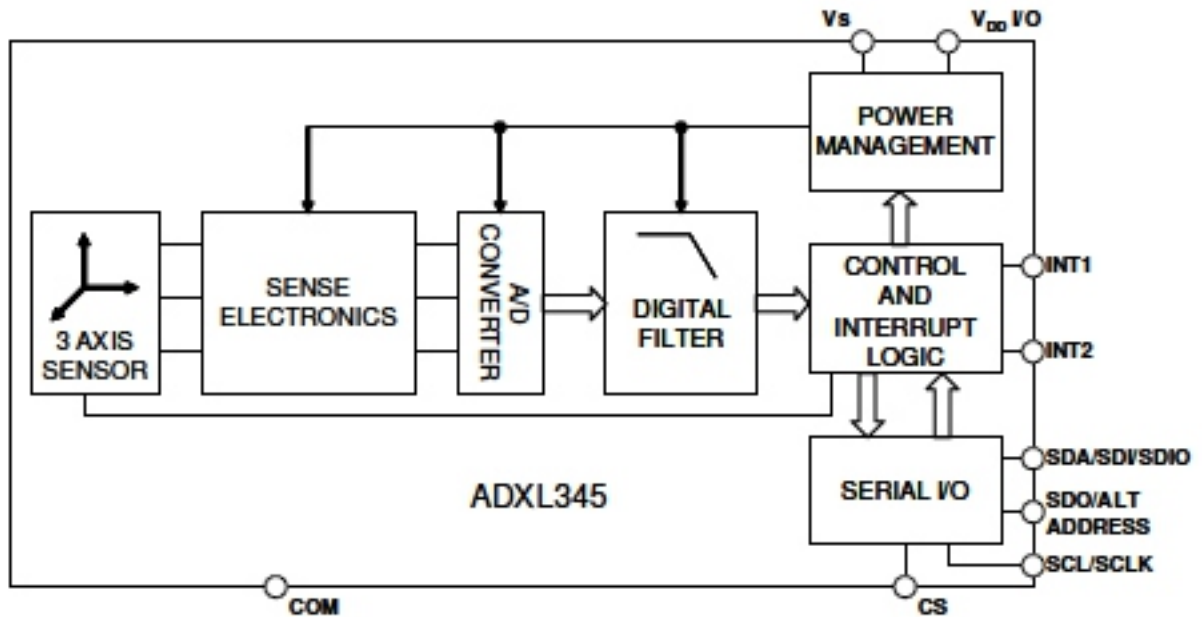 Vs
VDD I/O
POWER
MANAGEMENT
3 AXIS
SENSOR
SENSE
ELECTRONICS
A/D
CONVERTER
DIGITAL
FILTER
CONTROL
AND
INTERRUPT
LOGIC
INT1
INT2
SERIAL I/O
SDA/SDI/SDIO
SDO/ALT
ADDRESS
SCL/SCLK
ADXL345
COM
CS